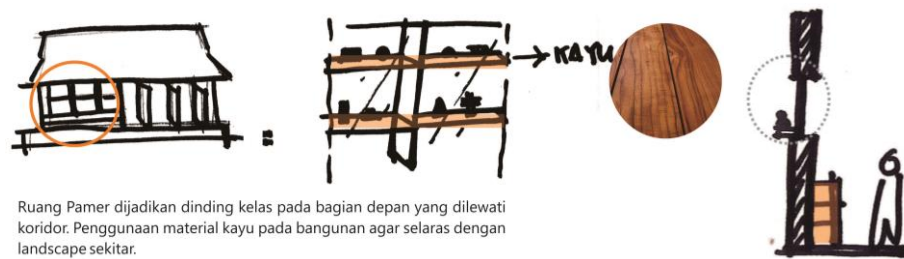 KAYU
Ruang Pamer dijadikan dinding kelas pada bagian depan yang dilewati
koridor. Penggunaan material kayu pada bangunan agar selaras dengan
landscape sekitar.